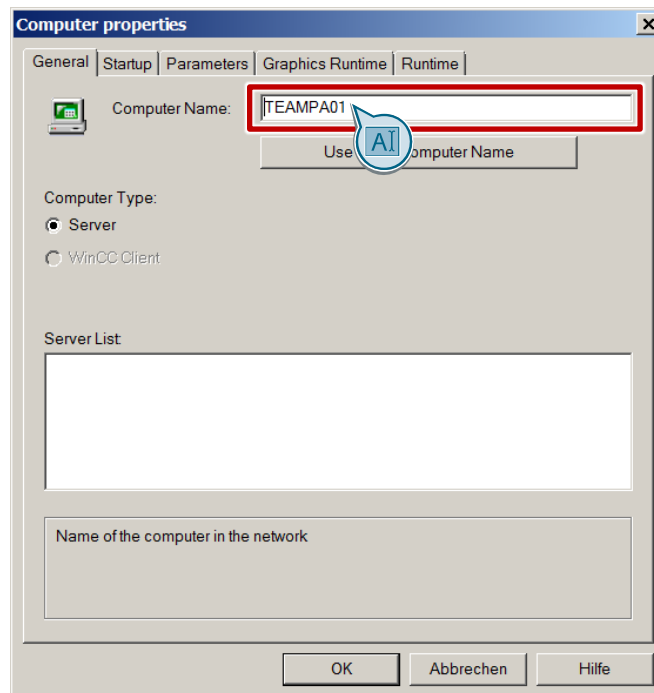 Computer properties
General Startup Parameters Graphics Runtime Runtime
Computer Name: TEAMPA01
AI
Use omputer Name
Computer Type:
Server
WinCC Client
Server List:
Name of the computer in the network
OK Abbrechen Hilfe